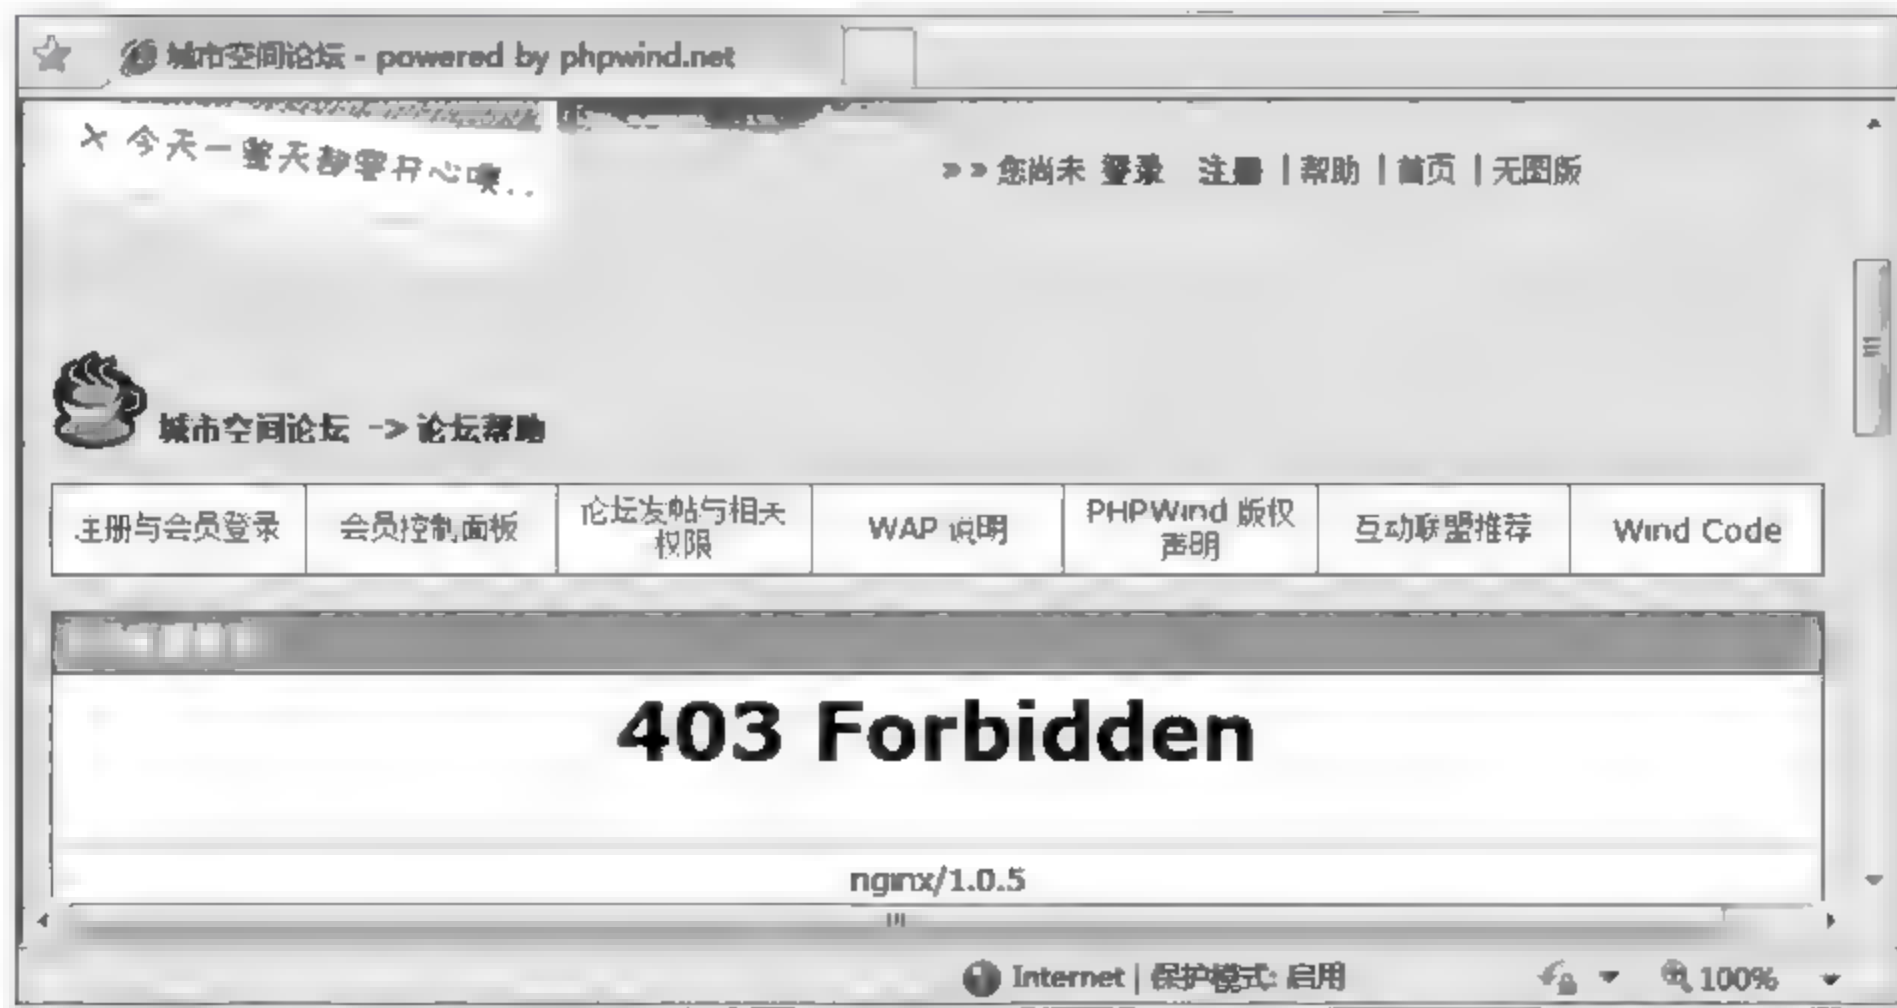 城市空间论坛 - powered by phpwind.net
今天一整天都要开心噢..
>> 您尚未 登录 注册 | 帮助 | 首页 | 无图版
城市空间论坛 -> 论坛帮助
注册与会员登录
会员控制面板
论坛发帖与相关
权限
WAP 说明
PHPWind 版权
声明
互动联盟推荐
Wind Code
403 Forbidden
nginx/1.0.5
Internet | 保护模式: 启用
100%